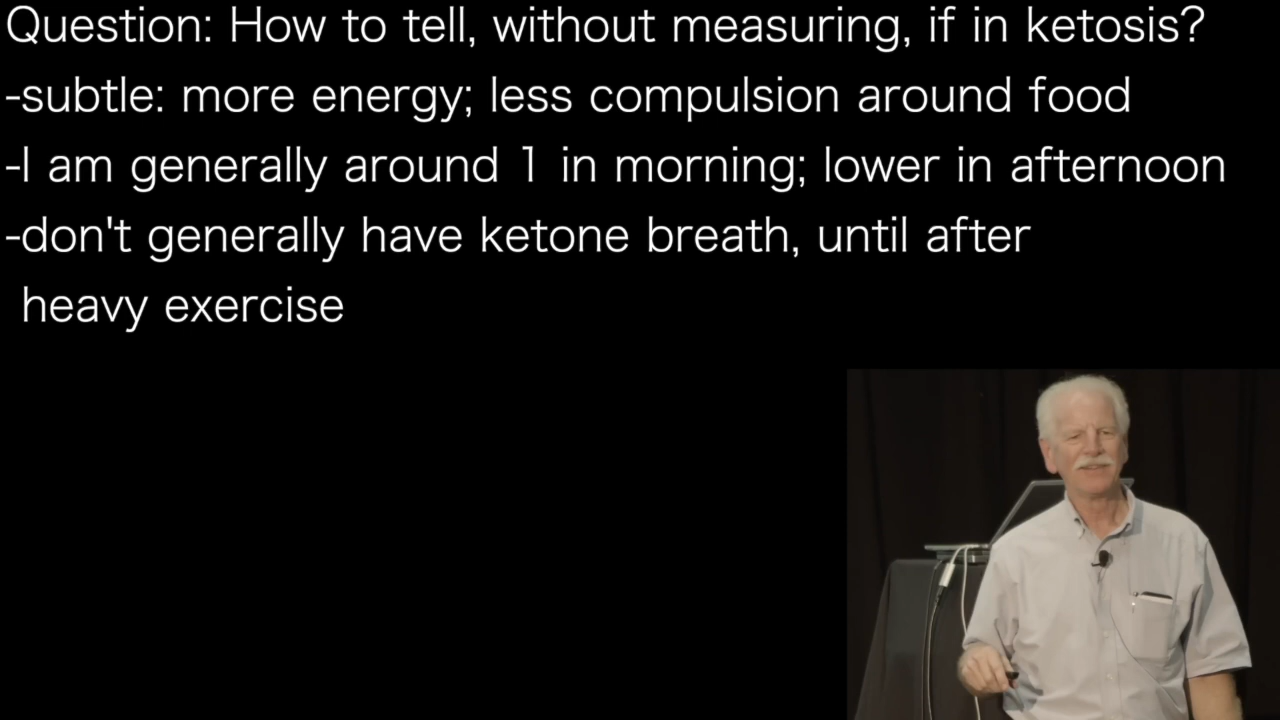 Question: How to tell, without measuring, if in ketosis?
-subtle: more energy; less compulsion around food
-I am generally around 1 in morning; lower in afternoon
-don't generally have ketone breath, until after
heavy exercise